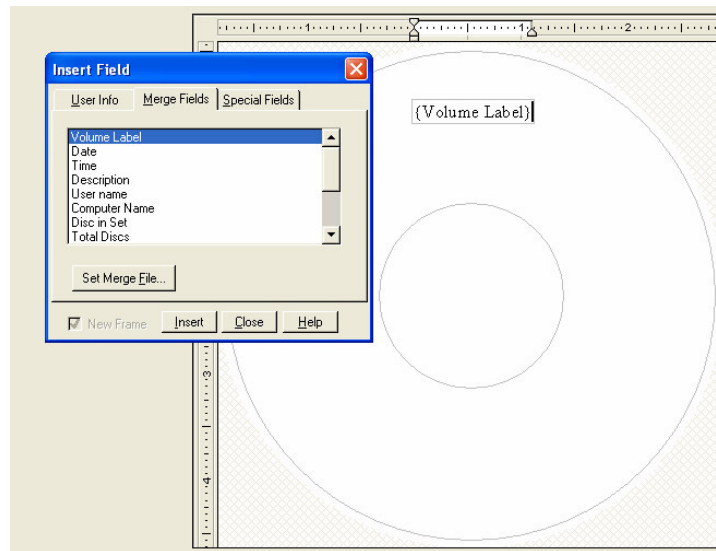 1 1 2
Insert Field
User Info Merge Fields Special Fields
{Volume Label}
Volume Label
Date
Time
Description
User name
Computer Name
Disc in Set
Total Discs
Set Merge File...
New Frame Insert Close Help
3
4